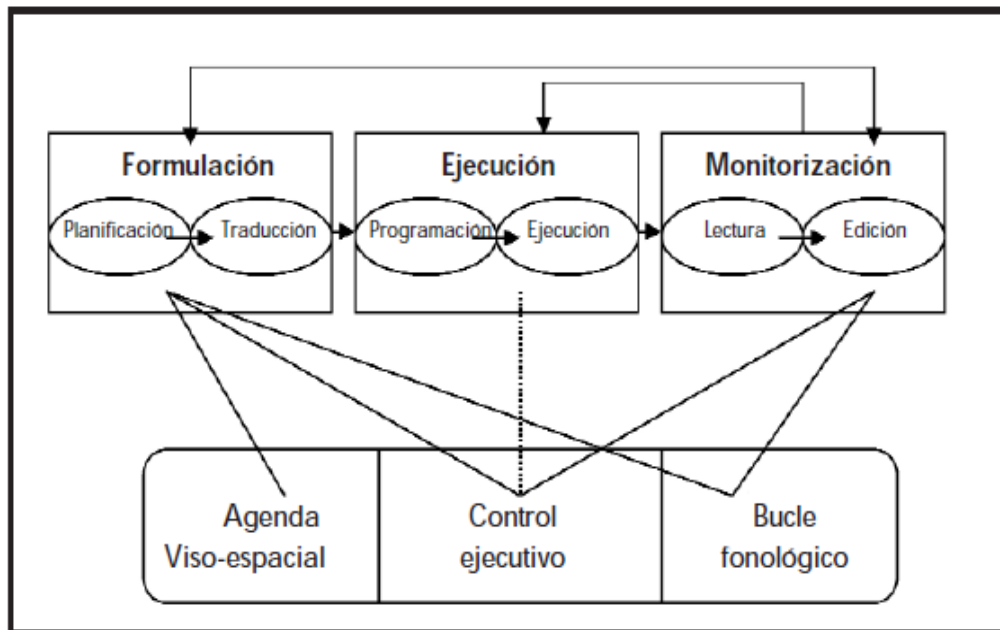 Formulación
Ejecución
Monitorización
Planificación
Traducción
Programación
Ejecución
Lectura
Edición
Agenda
Viso-espacial
Control
ejecutivo
Bucle
fonológico